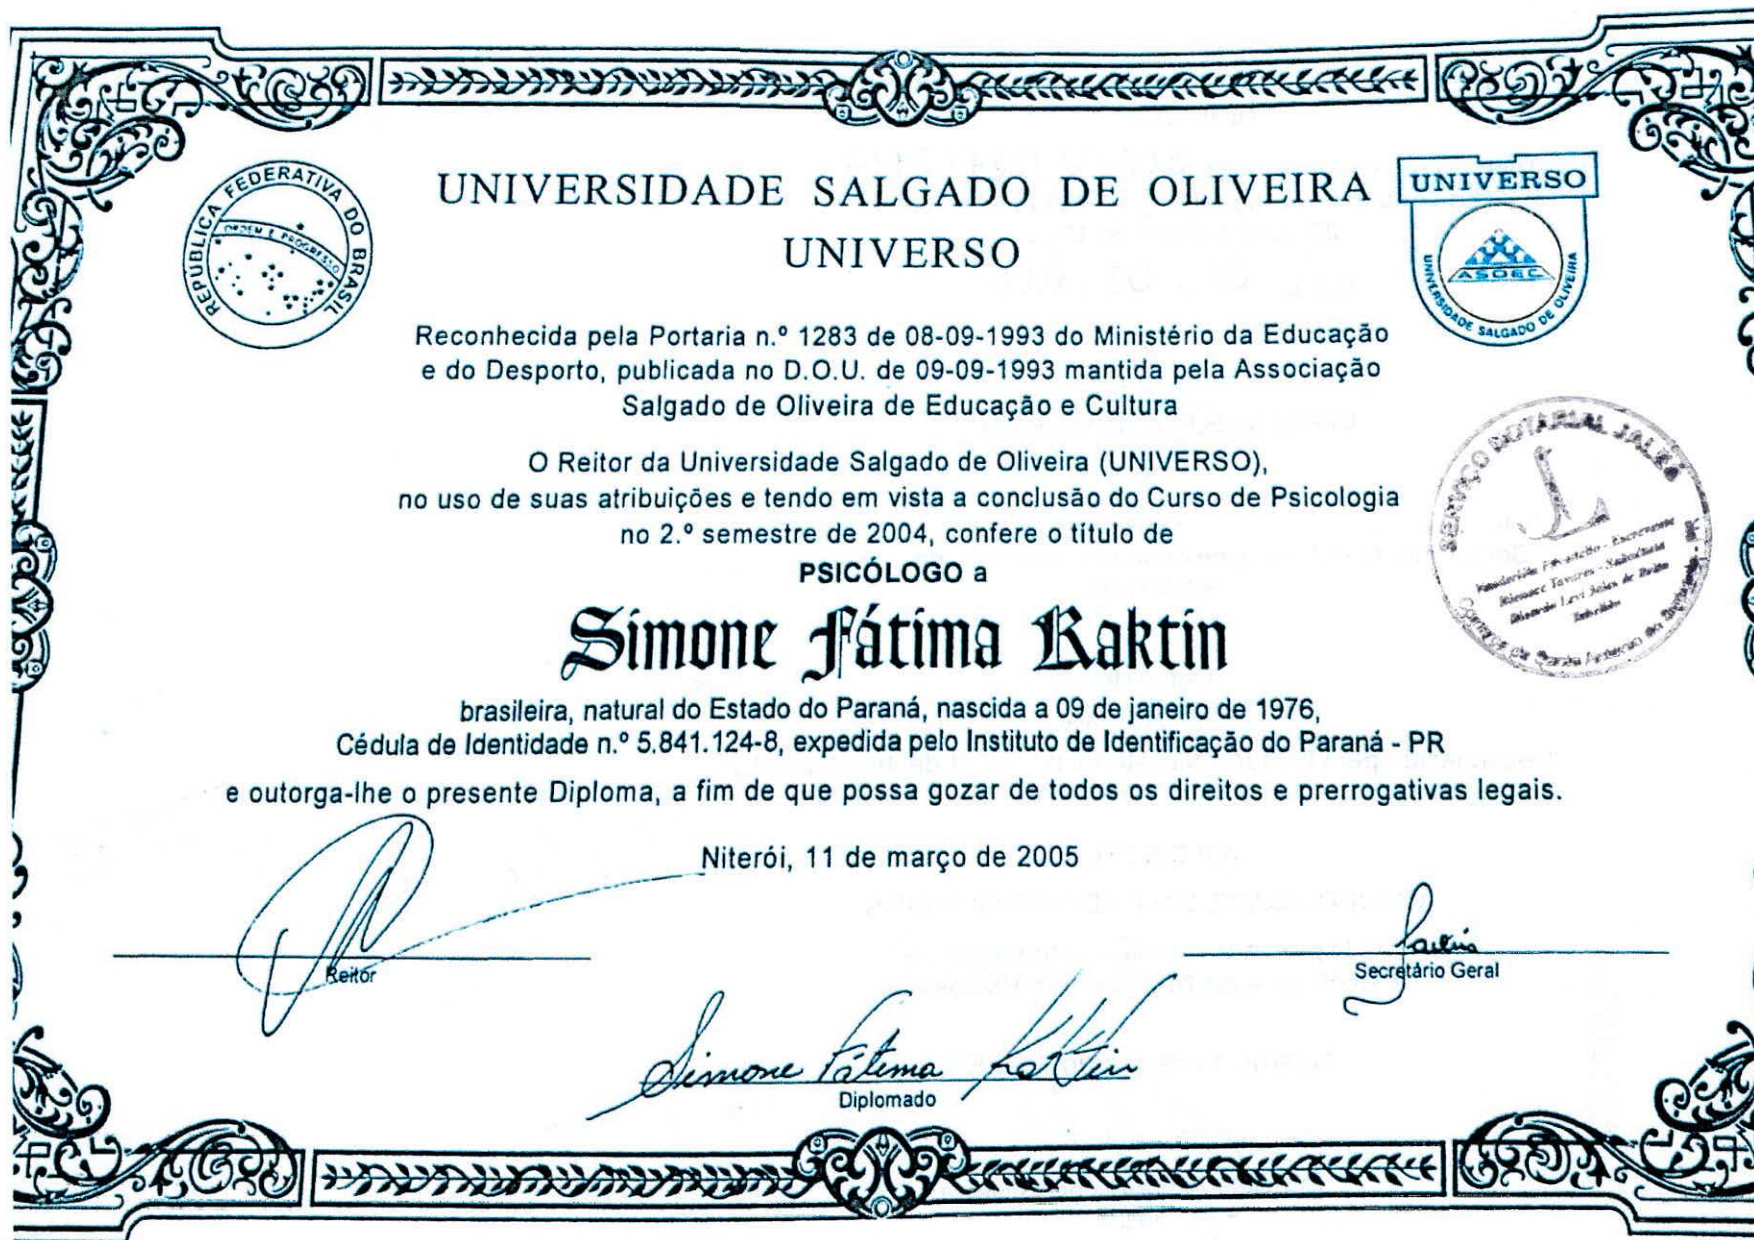 REPÚBLICA FEDERATIVA DO BRASIL
ORDEM E PROGRESSO
UNIVERSIDADE SALGADO DE OLIVEIRA
UNIVERSO
UNIVERSO
ASOEC
UNIVERSIDADE SALGADO DE OLIVEIRA
Reconhecida pela Portaria n.º 1283 de 08-09-1993 do Ministério da Educação
e do Desporto, publicada no D.O.U. de 09-09-1993 mantida pela Associação
Salgado de Oliveira de Educação e Cultura
O Reitor da Universidade Salgado de Oliveira (UNIVERSO),
no uso de suas atribuições e tendo em vista a conclusão do Curso de Psicologia
no 2.º semestre de 2004, confere o título de
PSICÓLOGO a
SERVIÇO NOTARIAL
JL
Simone Fátima Kaktin
brasileira, natural do Estado do Paraná, nascida a 09 de janeiro de 1976,
Cédula de Identidade n.º 5.841.124-8, expedida pelo Instituto de Identificação do Paraná - PR
e outorga-lhe o presente Diploma, a fim de que possa gozar de todos os direitos e prerrogativas legais.
Niterói, 11 de março de 2005
Reitor
Secretário Geral
Simone Fátima Kaktin
Diplomado